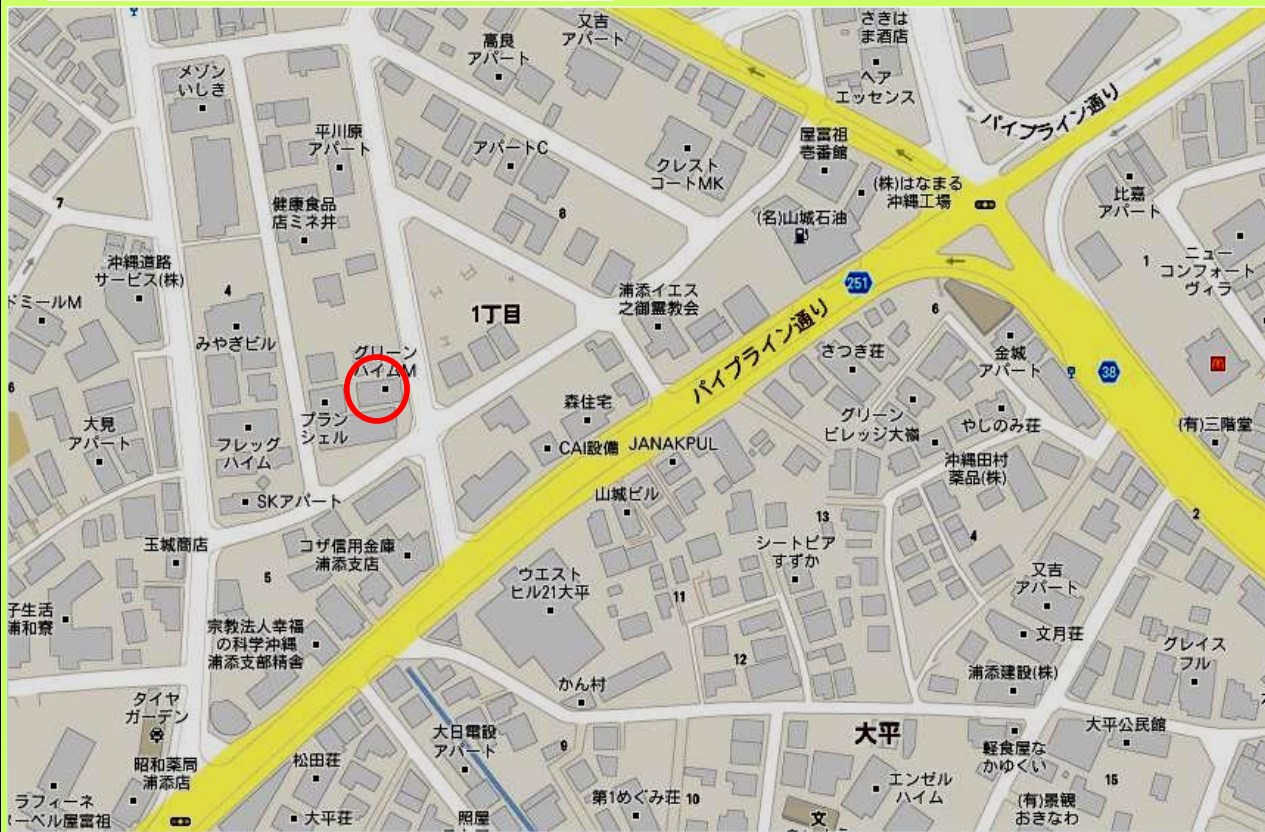 又吉
アパート
さきは
ま酒店
高良
アパート
ヘア
エッセンス
メゾン
いしき
パイプライン通り
平川原
アパート
アパートC
クレスト
コートMK
屋富祖
壱番館
(株)はなまる
沖縄工場
比嘉
アパート
7
健康食品
店ミネ井
8
(名)山城石油
ニュー
コンフォート
ヴィラ
1
沖縄道路
サービス(株)
4
251
ドミールM
1丁目
浦添イエス
之御霊教会
パイプライン通り
6
みやぎビル
グリーン
ハイムM
さつき荘
金城
アパート
38
6
プラン
シェル
森住宅
大見
アパート
フレッグ
ハイム
CAI設備
JANAKPUL
グリーン
ビレッジ大嶺
やしのみ荘
(有)三階堂
沖縄田村
薬品(株)
SKアパート
山城ビル
13
2
玉城商店
コザ信用金庫
浦添支店
シートピア
すずか
4
5
ウエスト
ヒル21大平
11
又吉
アパート
子生活
浦和寮
宗教法人幸福
の科学沖縄
浦添支部精舎
文月荘
グレイス
フル
12
浦添建設(株)
かん村
タイヤ
ガーデン
大日電設
アパート
9
大平
大平公民館
軽食屋な
かゆくい
昭和薬局
浦添店
松田荘
エンゼル
ハイム
15
ラフィーネ
ーベル屋富祖
大平荘
照屋
第1めぐみ荘
10
文
(有)景観
おきなわ